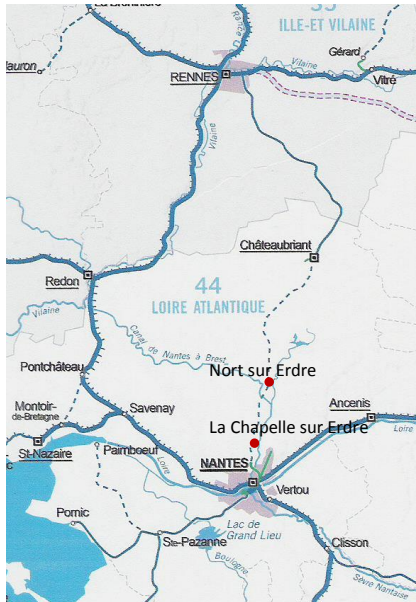 ILLE-ET VILAINE
Gérard
Vilaine
Vitré
RENNES
Vilaine
Châteaubriant
Redon
44
LOIRE ATLANTIQUE
Vilaine
Canal de Nantes à Brest
Pontchâteau
Nort sur Erdre
Ancenis
Montoir-
de-Bretagne
Savenay
Loire
La Chapelle sur Erdre
St-Nazaire
Paimboeuf
Loire
NANTES
Vertou
Pornic
Lac de
Grand Lieu
Ste-Pazanne
Clisson
Boulogne
Sèvre Nantaise